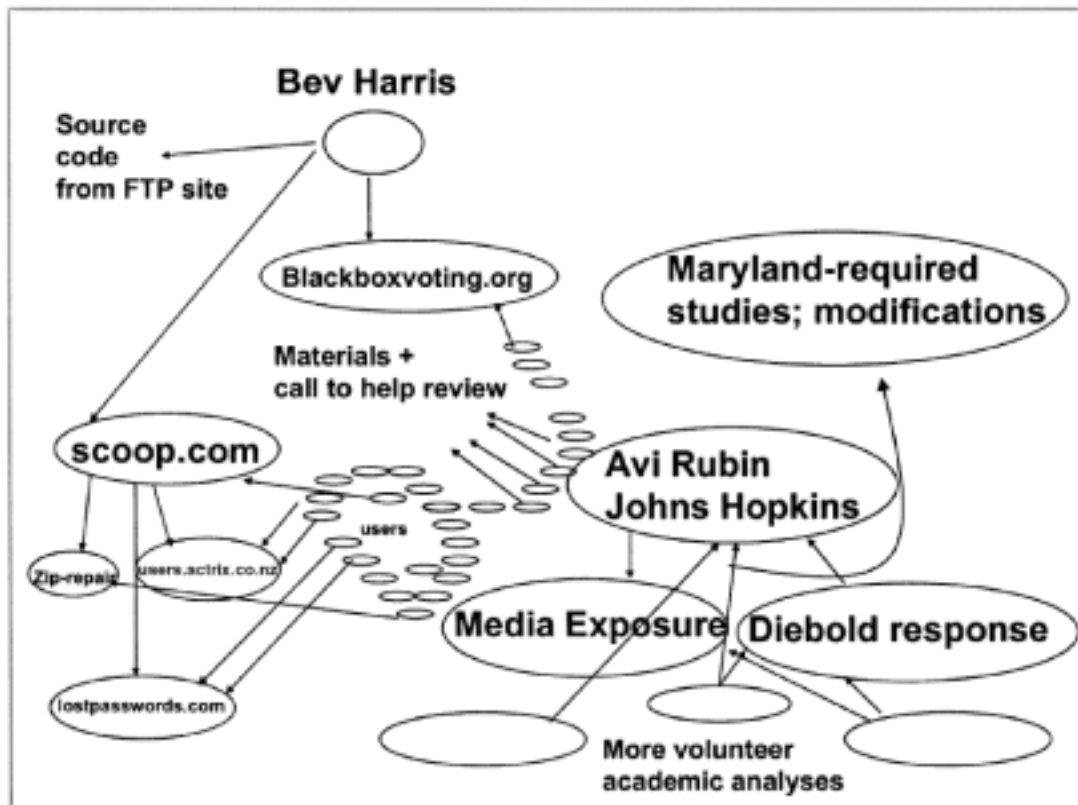 Bev Harris
Source
code
from FTP site
Blackboxvoting.org
Maryland-required
studies; modifications
Materials +
call to help review
scoop.com
Avi Rubin
Johns Hopkins
users
Zip-repair
users.actrix.co.nz
Media Exposure
Diebold response
lostpasswords.com
More volunteer
academic analyses